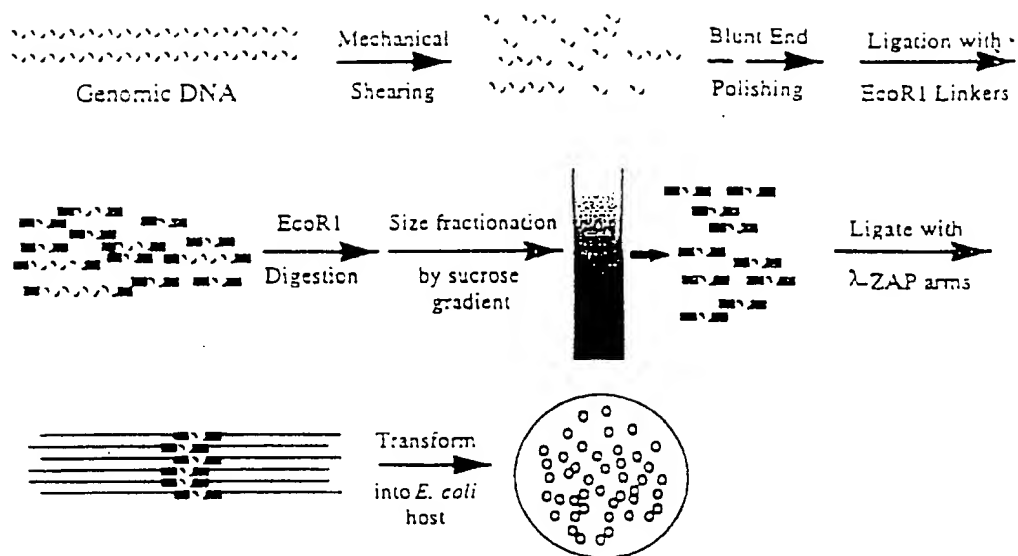 Mechanical
Shearing
Genomic DNA
Blunt End
Polishing
Ligation with
EcoR1 Linkers
EcoR1
Digestion
Size fractionation
by sucrose
gradient
Ligate with
λ-ZAP arms
Transform
into E. coli
host